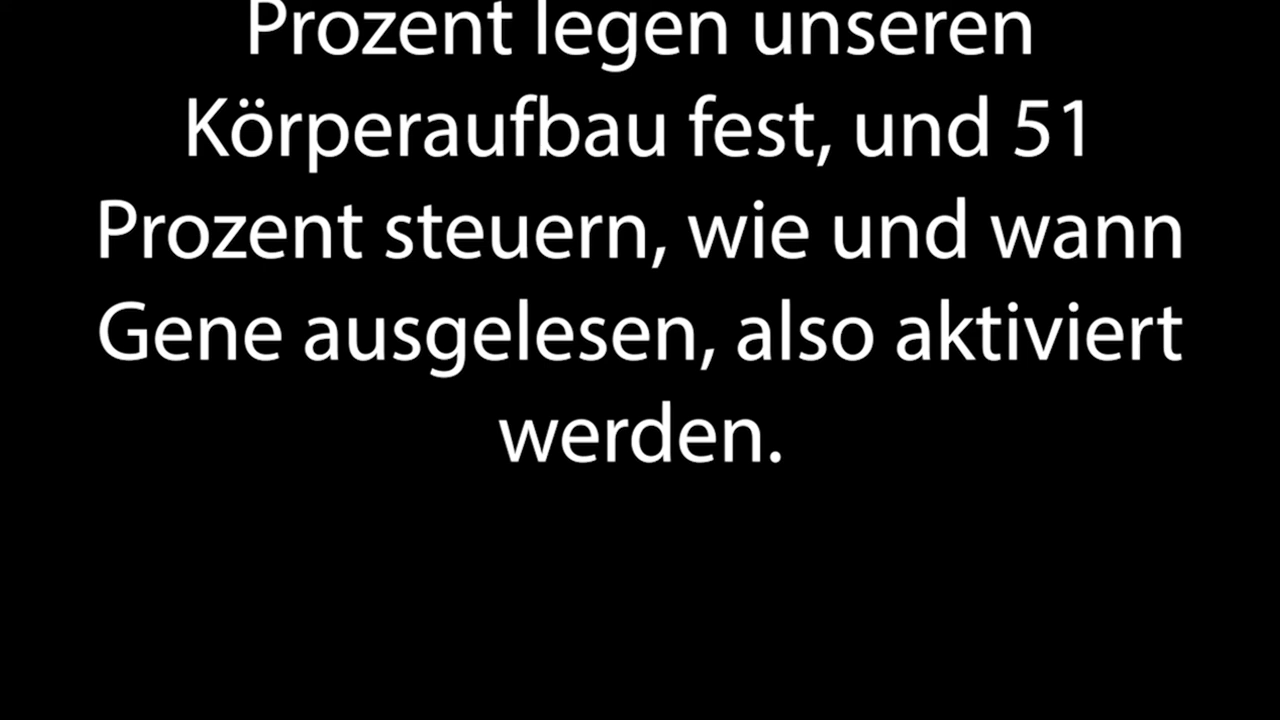 Prozent legen unseren
Körperaufbau fest, und 51
Prozent steuern, wie und wann
Gene ausgelesen, also aktiviert
werden.